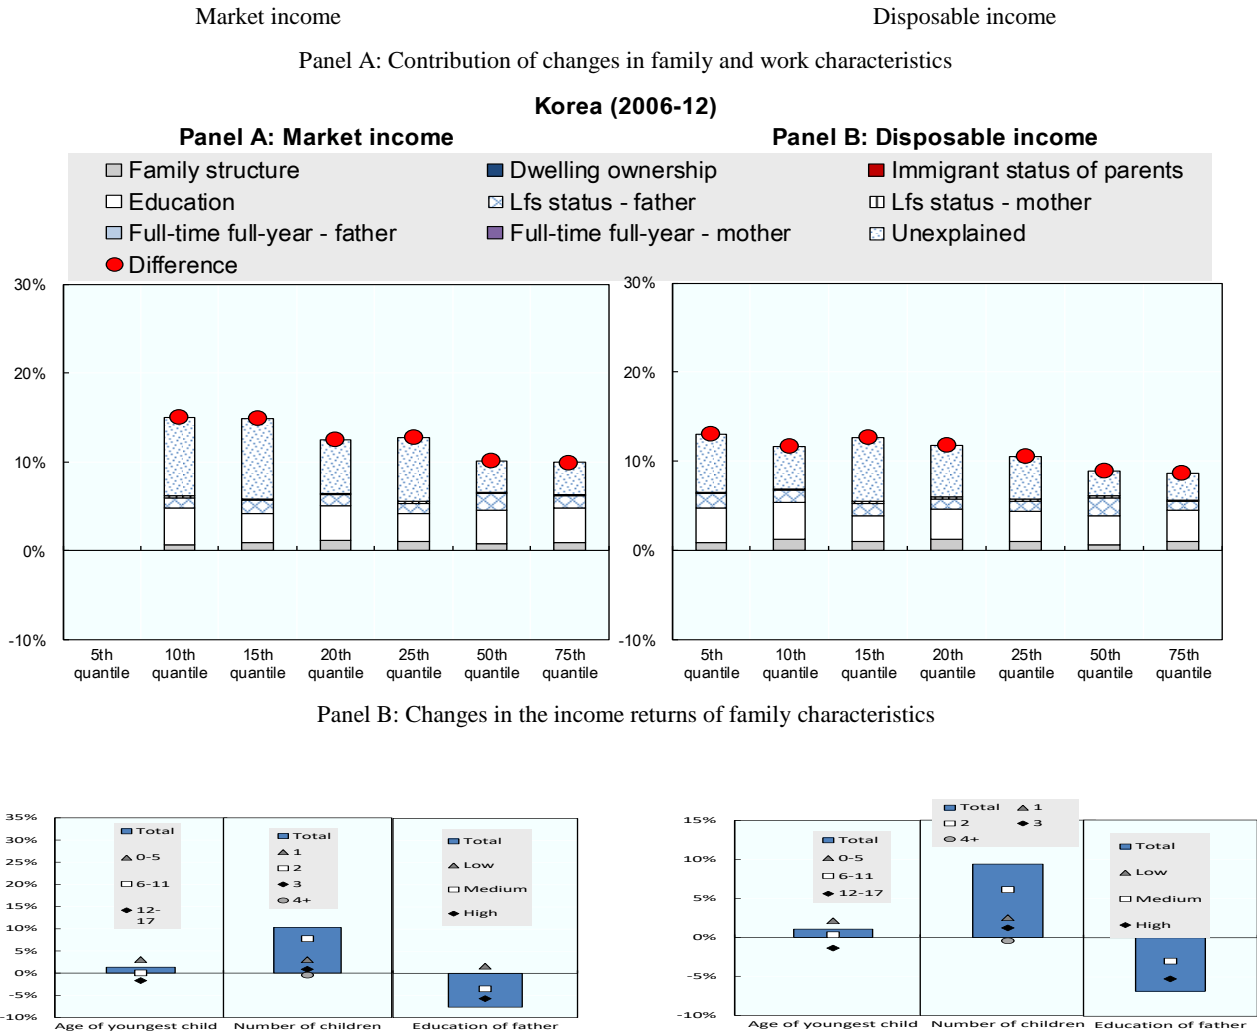 Market income Disposable income
Panel A: Contribution of changes in family and work characteristics
Korea (2006-12)
Panel A: Market income Panel B: Disposable income
Family structure Dwelling ownership Immigrant status of parents
Education Lfs status - father Lfs status - mother
Full-time full-year - father Full-time full-year - mother Unexplained
Difference
30%
20%
10%
0%
-10%
5th quantile
10th quantile
15th quantile
20th quantile
25th quantile
50th quantile
75th quantile
30%
20%
10%
0%
-10%
5th quantile
10th quantile
15th quantile
20th quantile
25th quantile
50th quantile
75th quantile
Panel B: Changes in the income returns of family characteristics
35%
30%
25%
20%
15%
10%
5%
0%
-5%
-10%
Total
0-5
6-11
12-
17
Total
1
2
3
4+
Total
Low
Medium
High
Age of youngest child Number of children Education of father
15%
10%
5%
0%
-5%
-10%
Total
0-5
6-11
12-17
Total 1
2 3
4+
Total
Low
Medium
High
Age of youngest child Number of children Education of father